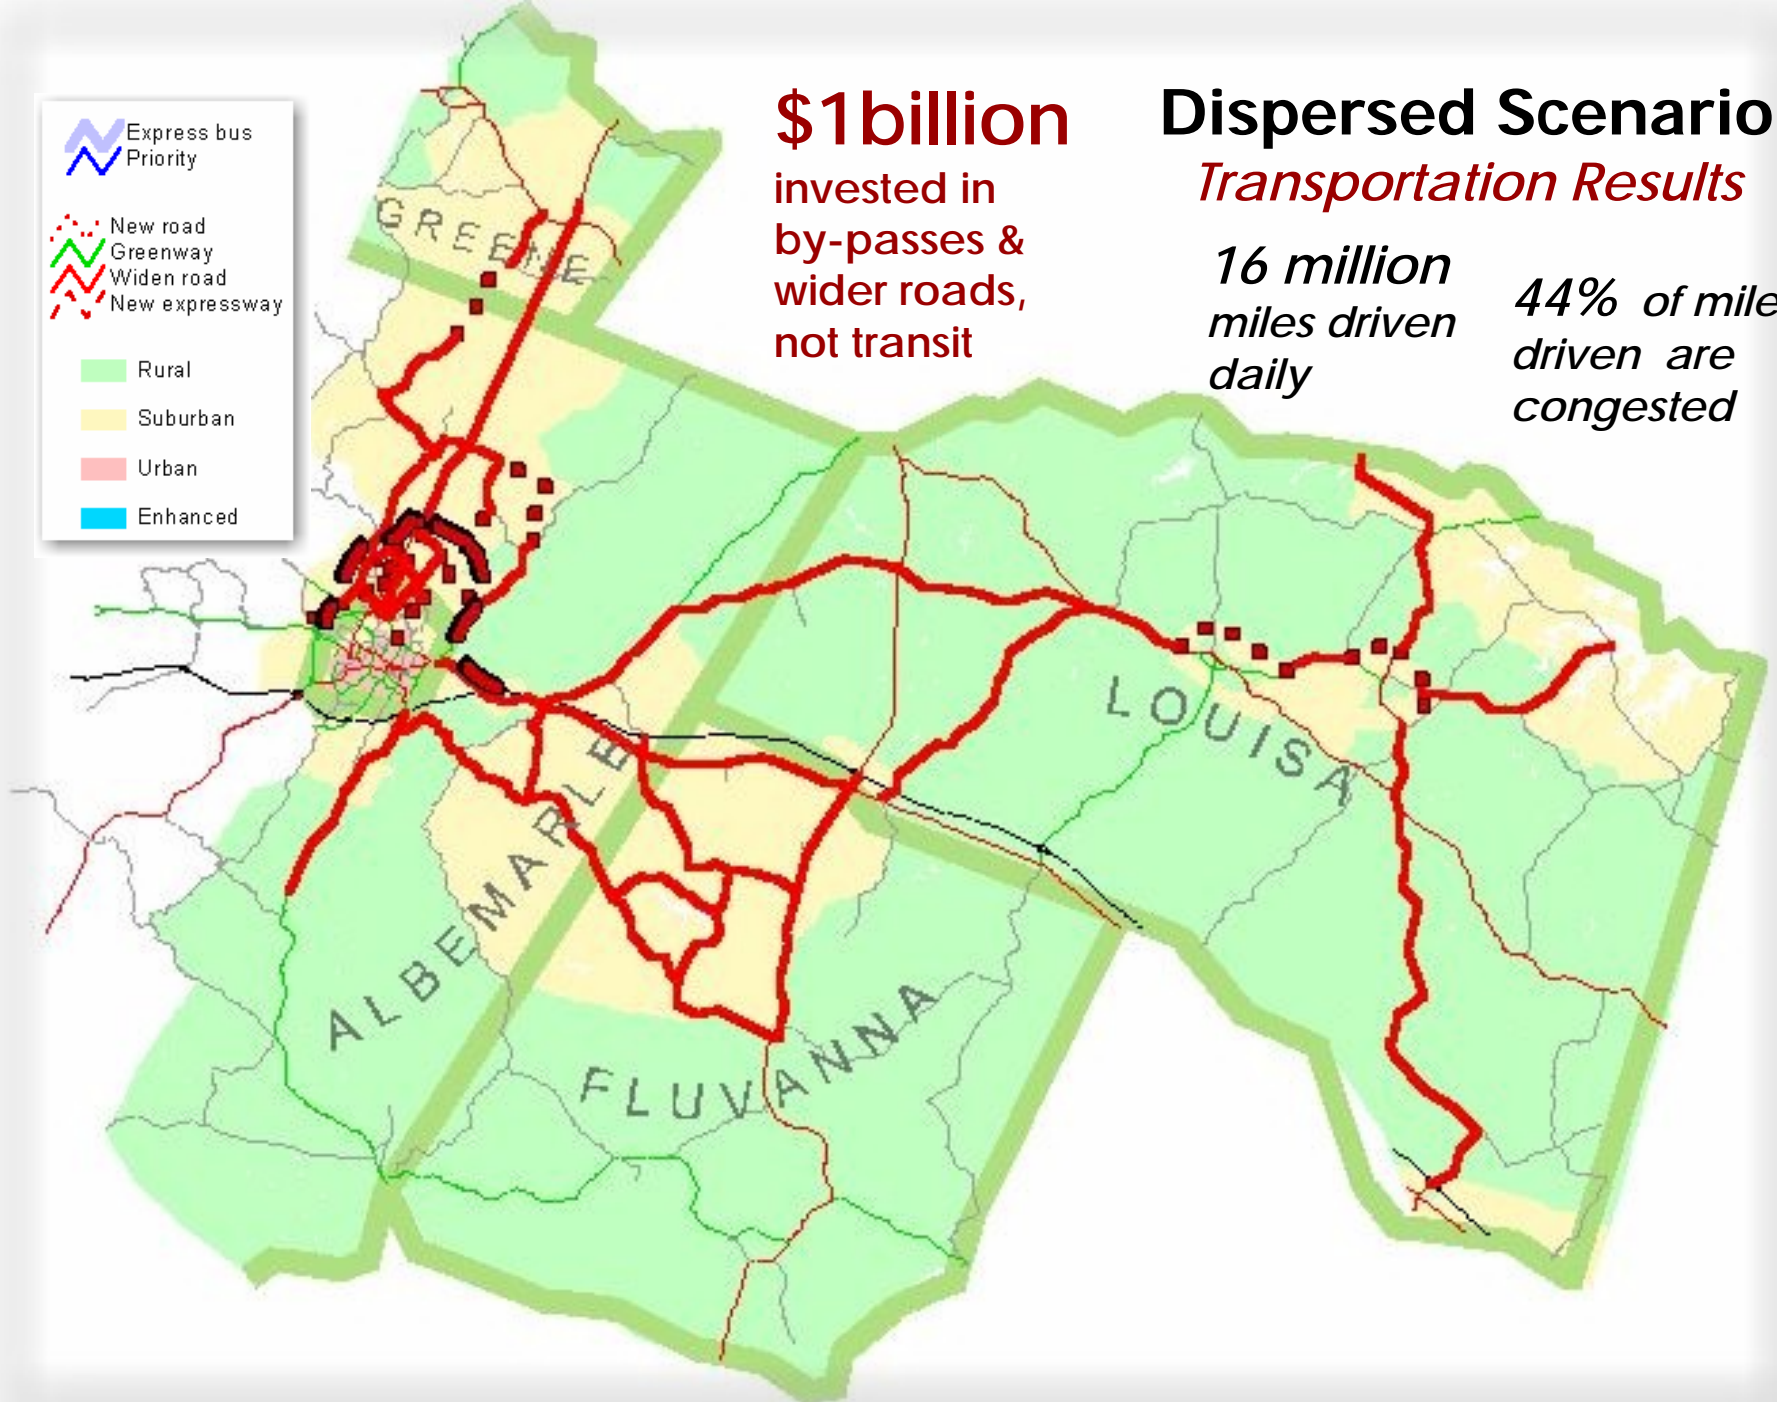 Express bus
Priority
New road
Greenway
Widen road
New expressway
Rural
Suburban
Urban
Enhanced
$1billion
invested in
by-passes &
wider roads,
not transit
Dispersed Scenario
Transportation Results
16 million
miles driven
daily
44% of mile
driven are
congested
GREENE
LOUISA
ALBEMARLE
FLUVANNA